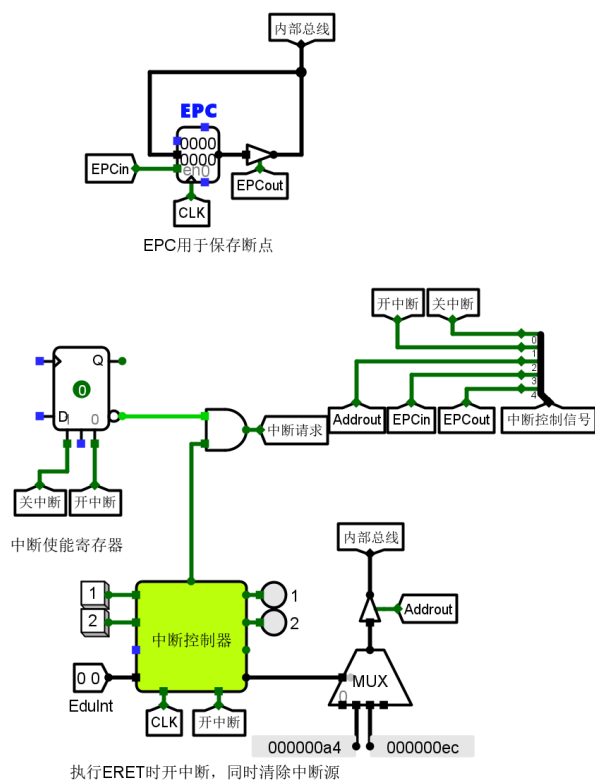 内部总线
EPC
0000
0000
en0
EPCin
EPCout
CLK
EPC用于保存断点
开中断 关中断
0
1
2
3
4
Addrout EPCin EPCout 中断控制信号
Q
0
D 1 0
中断请求
关中断 开中断
中断使能寄存器
内部总线
1
2
中断控制器
1
2
Addrout
0 0
EduInt
MUX
0
CLK 开中断
000000a4 000000ec
执行ERET时开中断，同时清除中断源